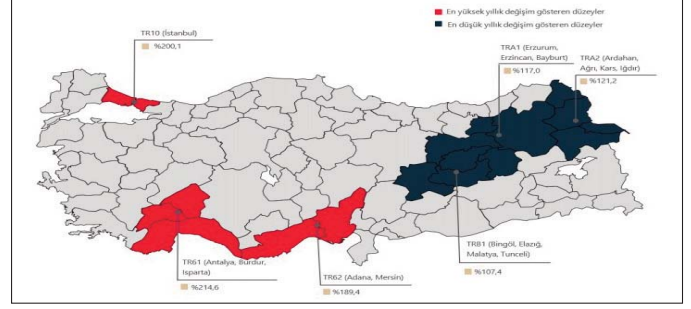 En yüksek yıllık değişim gösteren düzeyler
En düşük yıllık değişim gösteren düzeyler
TR10 (İstanbul)
%200,1
TRA1 (Erzurum,
Erzincan, Bayburt)
%117,0
TRA2 (Ardahan,
Ağrı, Kars, Iğdır)
%121,2
TR61 (Antalya, Burdur,
Isparta)
%214,6
TR62 (Adana, Mersin)
%189,4
TR81 (Bingöl, Elazığ,
Malatya, Tunceli)
%107,4